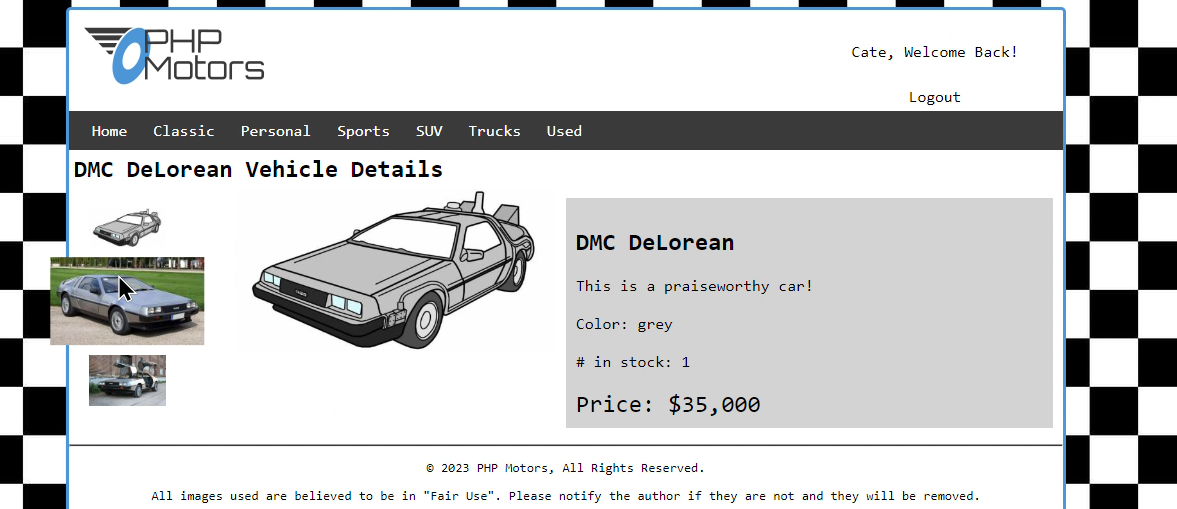 PHP
Motors
Cate, Welcome Back!
Logout
Home Classic Personal Sports SUV Trucks Used
DMC DeLorean Vehicle Details
DMC DeLorean
This is a praiseworthy car!
Color: grey
# in stock: 1
Price: $35,000
© 2023 PHP Motors, All Rights Reserved.
All images used are believed to be in "Fair Use". Please notify the author if they are not and they will be removed.